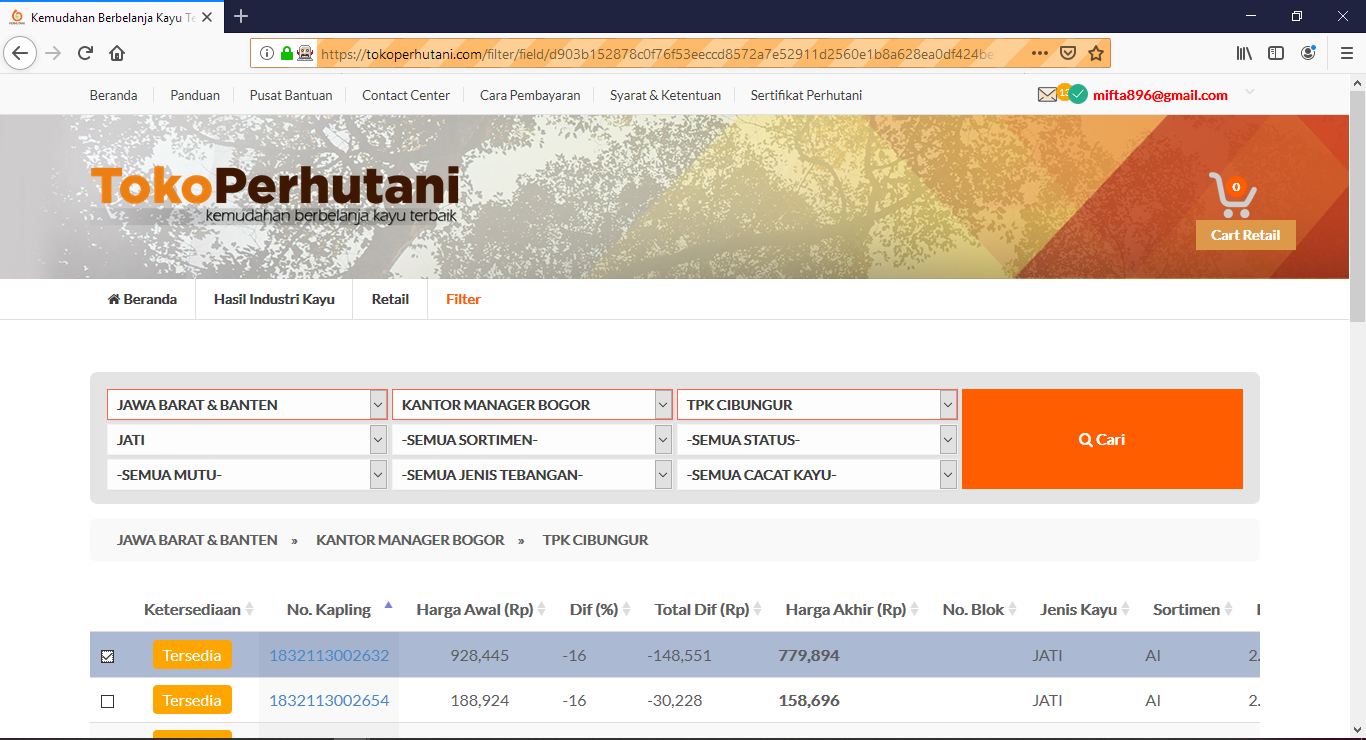 Kemudahan Berbelanja Kayu Te
https://tokoperhutani.com/filter/field/d903b152878c0f76f53eeccd8572a7e52911d2560e1b8a628ea0df424be
Beranda Panduan Pusat Bantuan Contact Center Cara Pembayaran Syarat & Ketentuan Sertifikat Perhutani mifta896@gmail.com
TokoPerhutani
kemudahan berbelanja kayu terbaik
0
Cart Retail
Beranda Hasil Industri Kayu Retail Filter
JAWA BARAT & BANTEN KANTOR MANAGER BOGOR TPK CIBUNGUR
JATI -SEMUA SORTIMEN- -SEMUA STATUS- Cari
-SEMUA MUTU- -SEMUA JENIS TEBANGAN- -SEMUA CACAT KAYU-
JAWA BARAT & BANTEN » KANTOR MANAGER BOGOR » TPK CIBUNGUR
Ketersediaan No. Kapling Harga Awal (Rp) Dif (%) Total Dif (Rp) Harga Akhir (Rp) No. Blok Jenis Kayu Sortimen
Tersedia 1832113002632 928,445 -16 -148,551 779,894 JATI AI 2.
Tersedia 1832113002654 188,924 -16 -30,228 158,696 JATI AI 2.